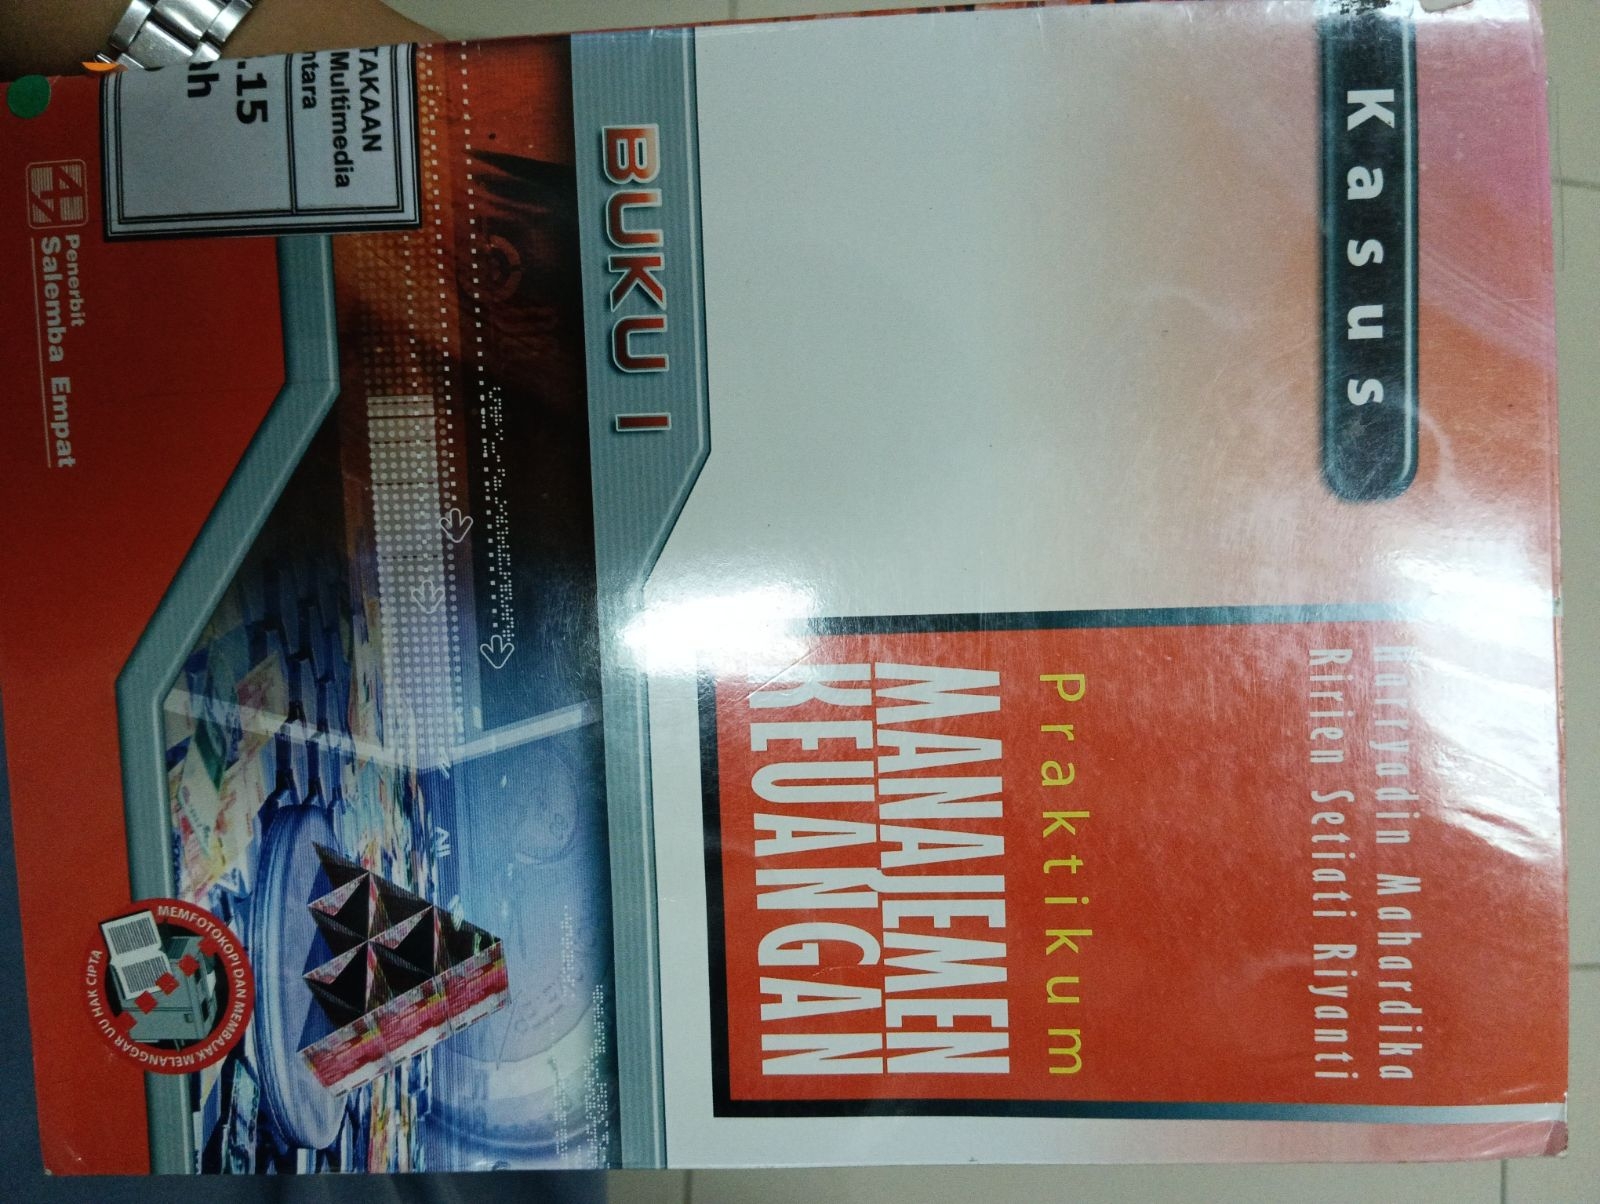 Kasus
Harryadin Mahardika
Ririen Setiati Riyanti
Praktikum
MANAJEMEN
KEUANGAN
BUKU I
TAKAAN
Multimedia
ntara
.15
ah
Penerbit
Salemba Empat
MEMFOTOKOPI DAN MEMBAJAK MELANGGAR UU HAK CIPTA